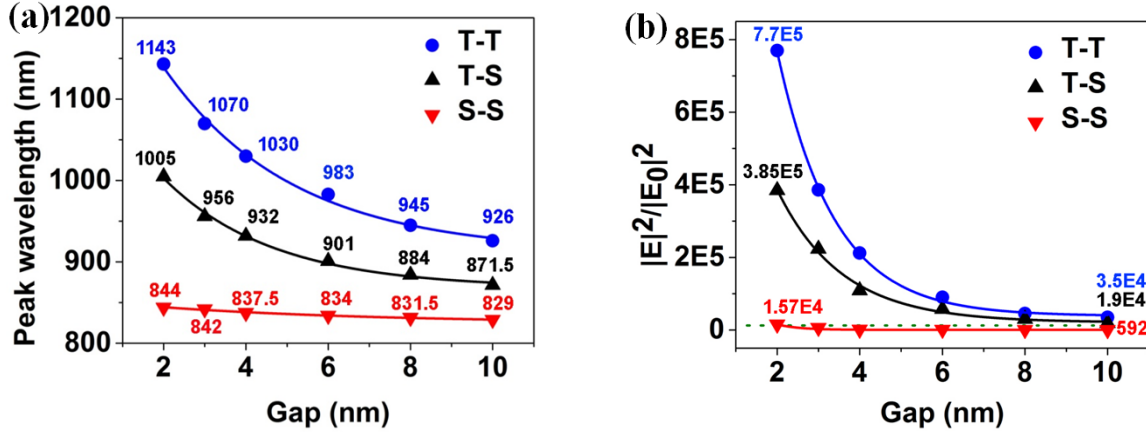 (a)
Peak wavelength (nm)
1200
1100
1000
900
800
1143
1070
1030
983
945
926
1005
956
932
901
884
871.5
844
842
837.5
834
831.5
829
T-T
T-S
S-S
2 4 6 8 10
Gap (nm)
(b)
|E|²/|E₀|²
8E5
6E5
4E5
2E5
0
7.7E5
3.85E5
1.57E4
3.5E4
1.9E4
592
T-T
T-S
S-S
2 4 6 8 10
Gap (nm)